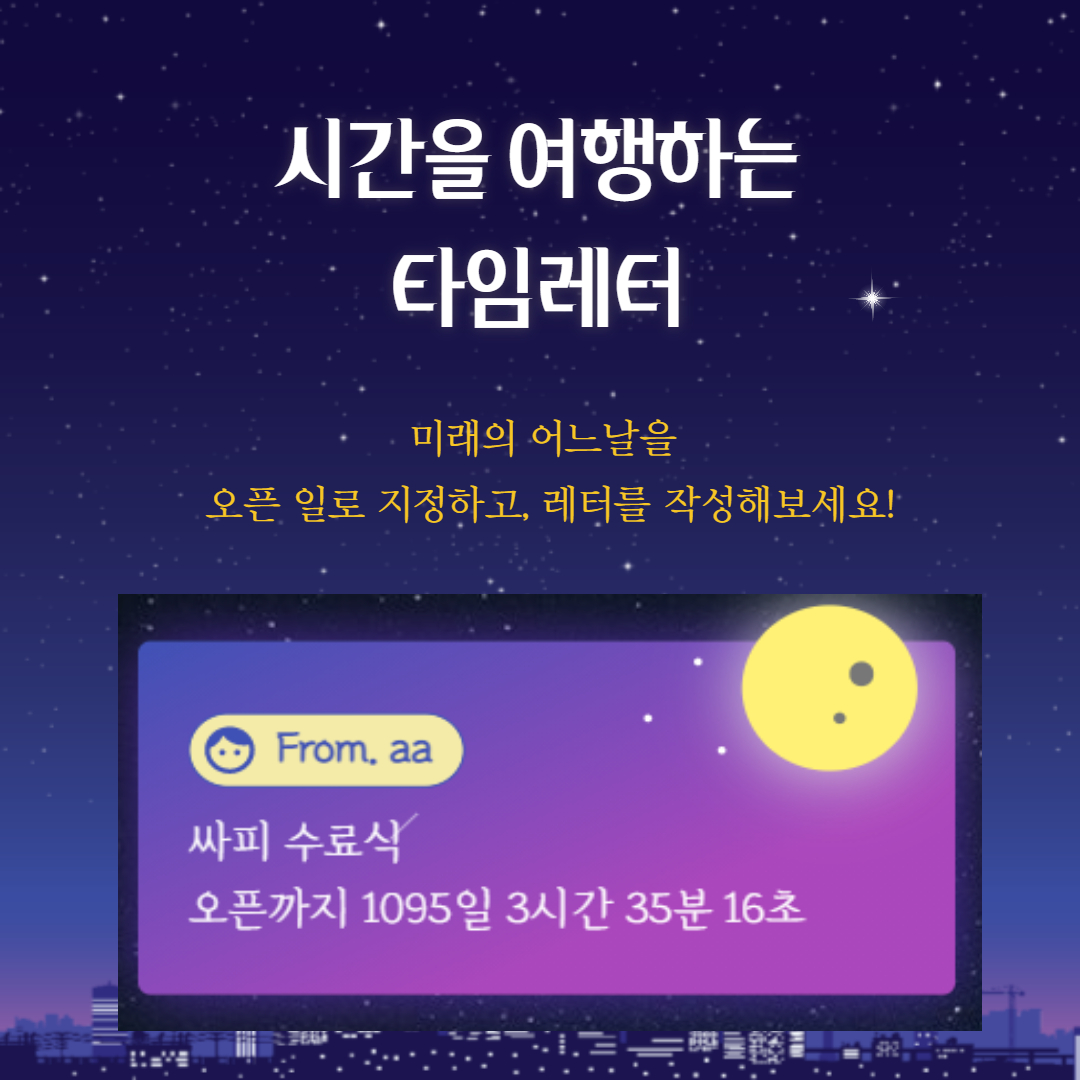 시간을 여행하는
타임레터
미래의 어느날을
오픈 일로 지정하고, 레터를 작성해보세요!
From. aa
싸피 수료식
오픈까지 1095일 3시간 35분 16초